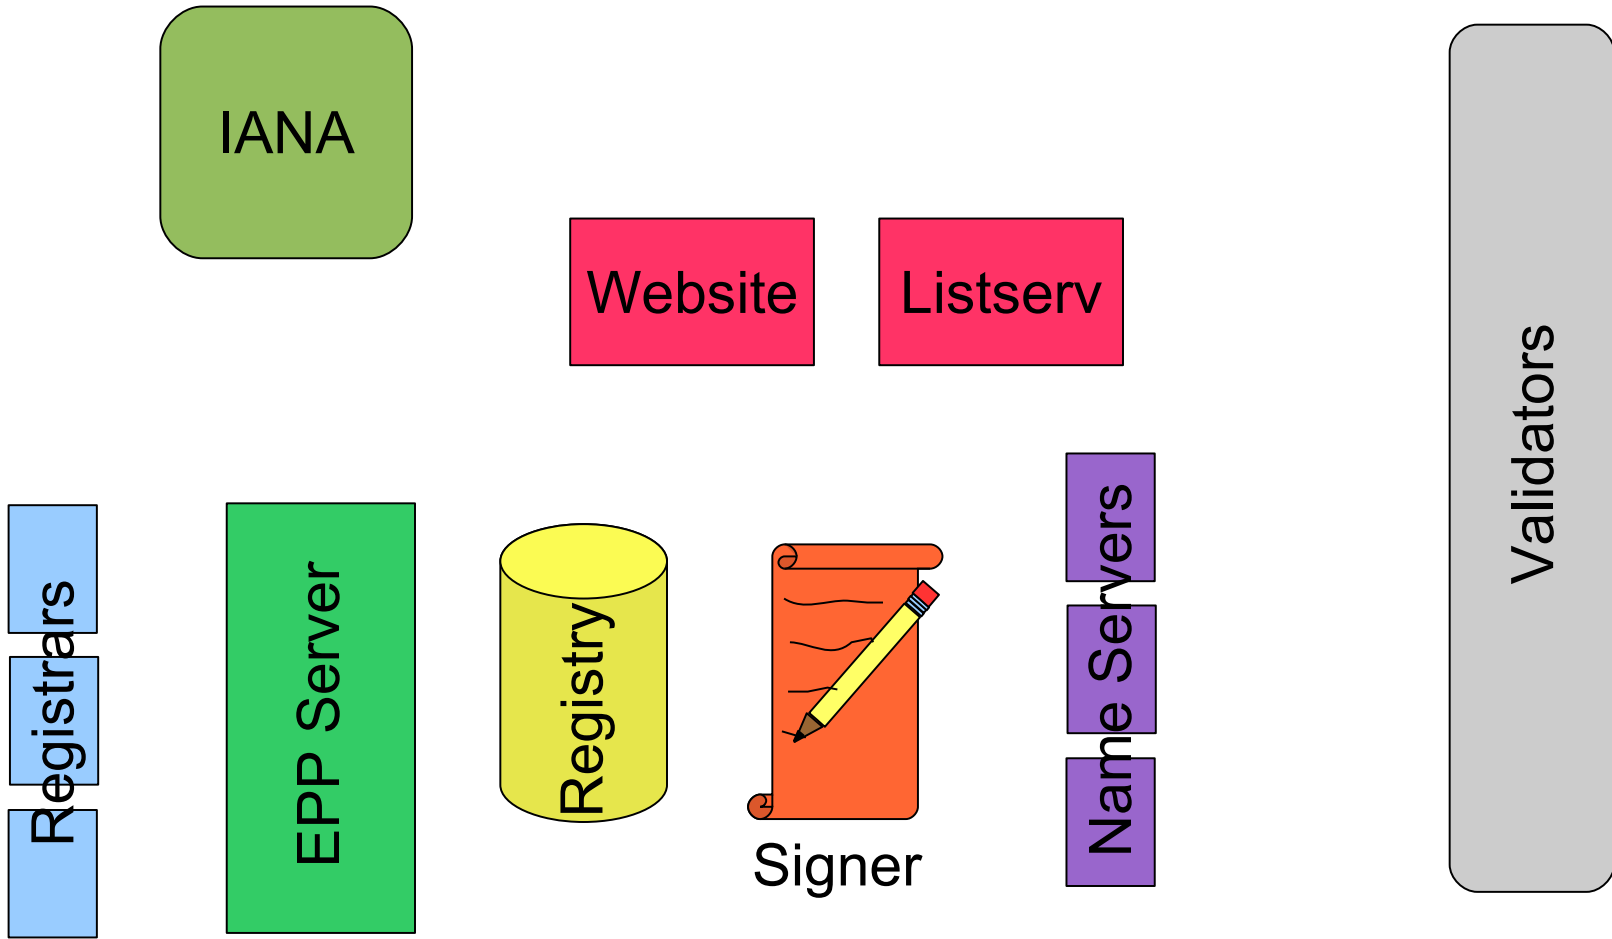 IANA
Website
Listserv
Registrars
EPP Server
Registry
Signer
Name Servers
Validators